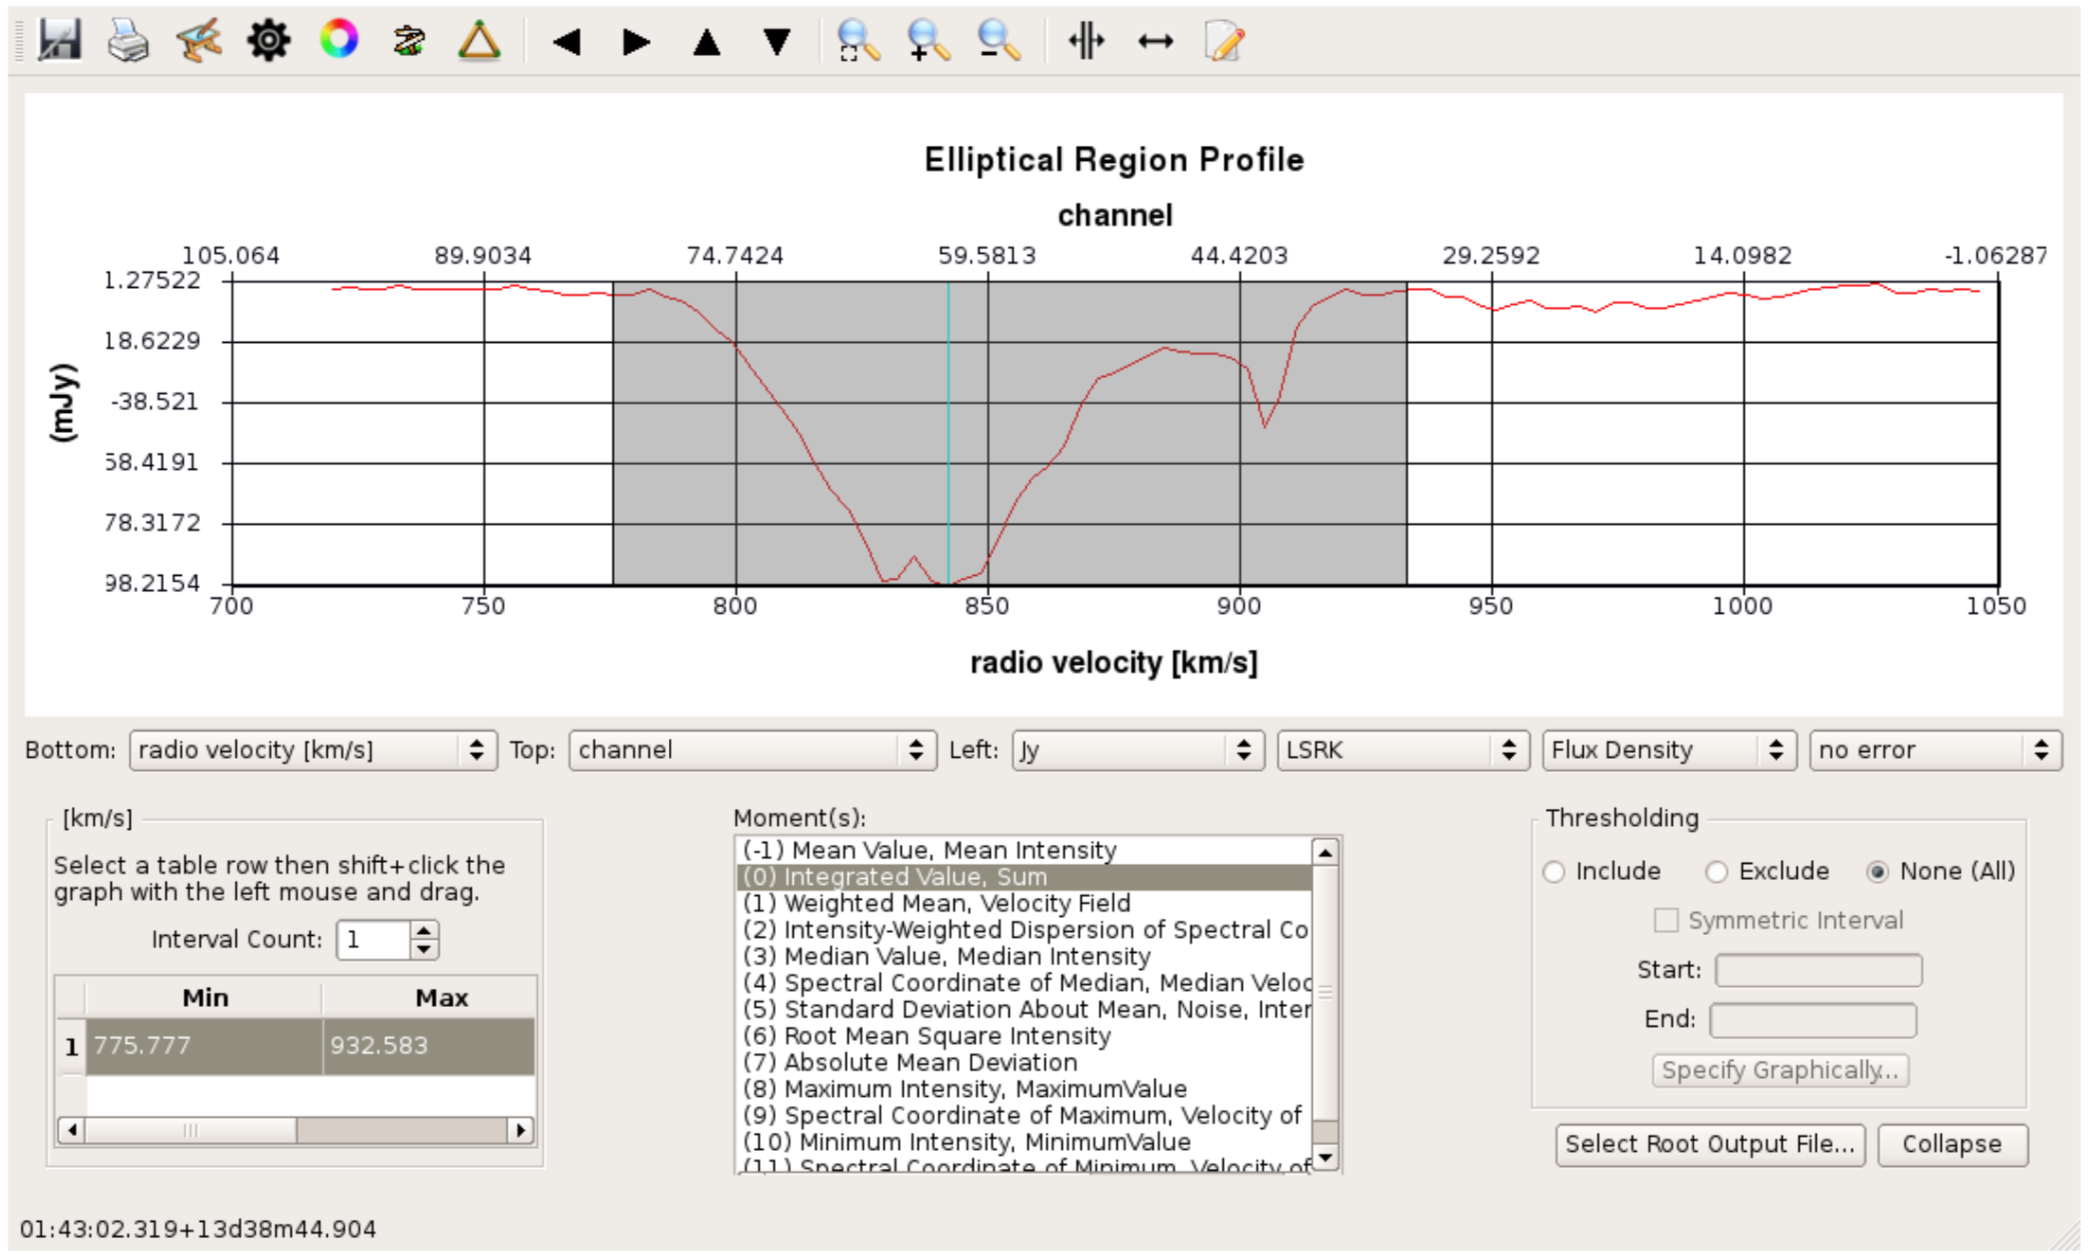 Elliptical Region Profile
channel
105.064 89.9034 74.7424 59.5813 44.4203 29.2592 14.0982 -1.06287
1.27522
18.6229
-38.521
58.4191
78.3172
98.2154
(mJy)
700 750 800 850 900 950 1000 1050
radio velocity [km/s]
Bottom: radio velocity [km/s] Top: channel Left: Jy LSRK Flux Density no error
[km/s]
Select a table row then shift+click the
graph with the left mouse and drag.
Interval Count: 1
Min Max
1 775.777 932.583
Moment(s):
(-1) Mean Value, Mean Intensity
(0) Integrated Value, Sum
(1) Weighted Mean, Velocity Field
(2) Intensity-Weighted Dispersion of Spectral Co
(3) Median Value, Median Intensity
(4) Spectral Coordinate of Median, Median Veloc
(5) Standard Deviation About Mean, Noise, Inter
(6) Root Mean Square Intensity
(7) Absolute Mean Deviation
(8) Maximum Intensity, MaximumValue
(9) Spectral Coordinate of Maximum, Velocity of
(10) Minimum Intensity, MinimumValue
(11) Spectral Coordinate of Minimum, Velocity of
Thresholding
Include Exclude None (All)
Symmetric Interval
Start:
End:
Specify Graphically...
Select Root Output File... Collapse
01:43:02.319+13d38m44.904